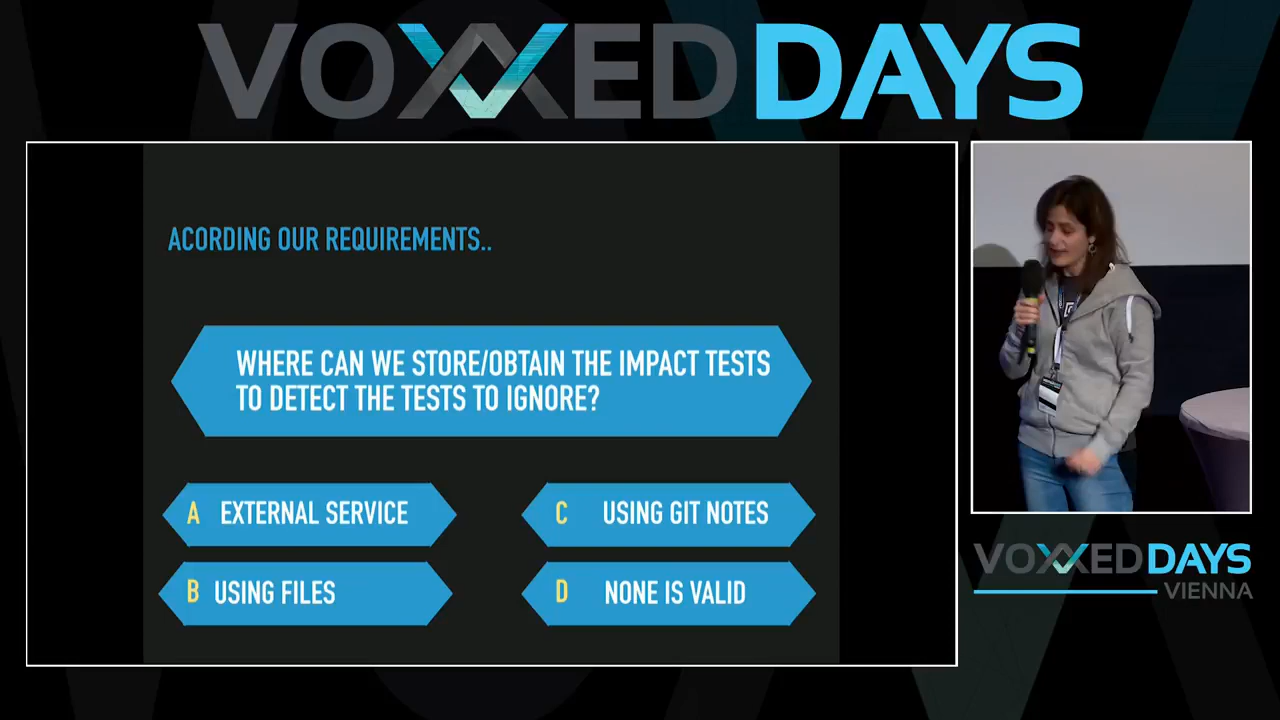 VOXXED DAYS
ACORDING OUR REQUIREMENTS..
WHERE CAN WE STORE/OBTAIN THE IMPACT TESTS
TO DETECT THE TESTS TO IGNORE?
A EXTERNAL SERVICE
C USING GIT NOTES
B USING FILES
D NONE IS VALID
VOXXED DAYS
VIENNA